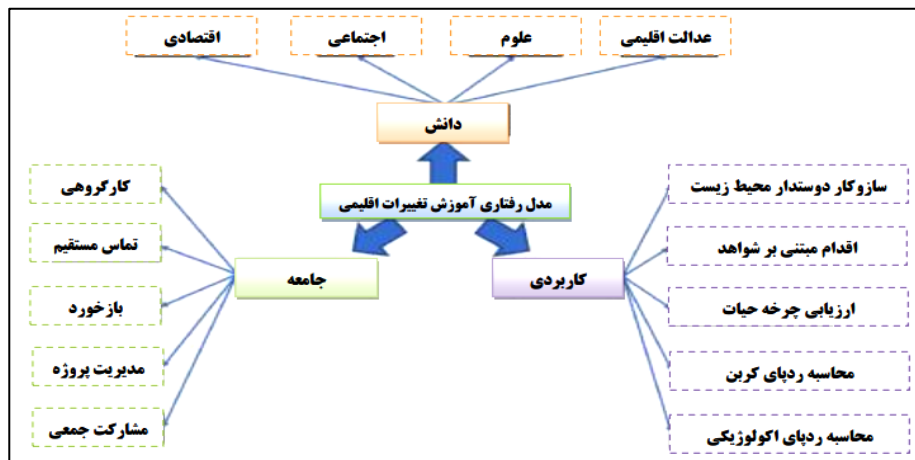 عدالت اقلیمی
علوم
اجتماعی
اقتصادی
دانش
مدل رفتاری آموزش تغییرات اقلیمی
کاربردی
جامعه
سازوکار دوستدار محیط زیست
اقدام مبتنی بر شواهد
ارزیابی چرخه حیات
محاسبه ردپای کربن
محاسبه ردپای اکولوژیکی
کارگروهی
تماس مستقیم
بازخورد
مدیریت پروژه
مشارکت جمعی